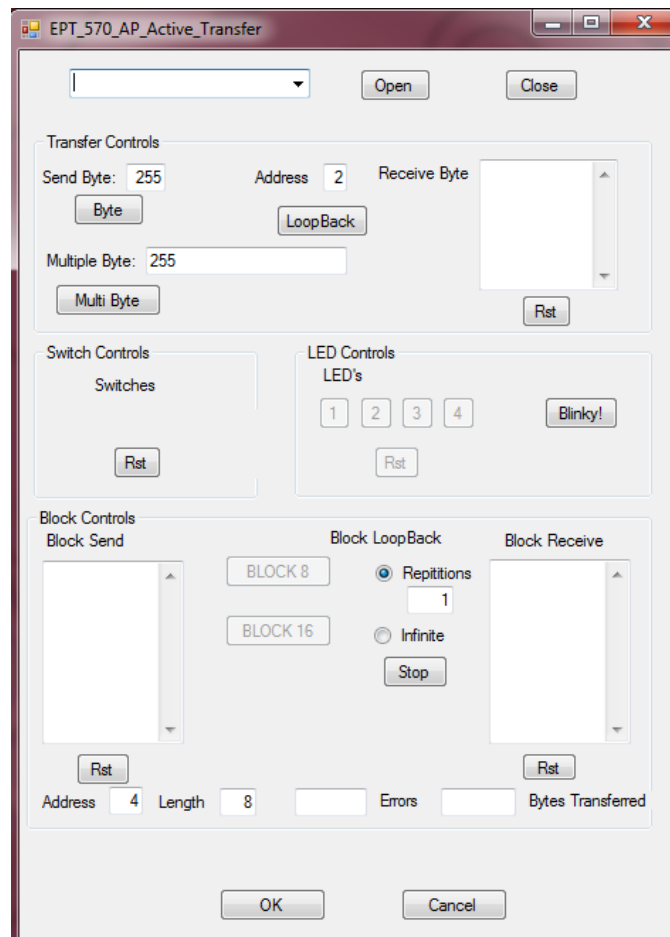 EPT_570_AP_Active_Transfer
Open Close
Transfer Controls
Send Byte: 255 Address 2 Receive Byte
Byte LoopBack
Multiple Byte: 255
Multi Byte Rst
Switch Controls LED Controls
Switches LED's
1 2 3 4 Blinky!
Rst Rst
Block Controls
Block Send Block LoopBack Block Receive
BLOCK 8 Repititions
1
BLOCK 16 Infinite
Stop
Rst Rst
Address 4 Length 8 Errors Bytes Transferred
OK Cancel